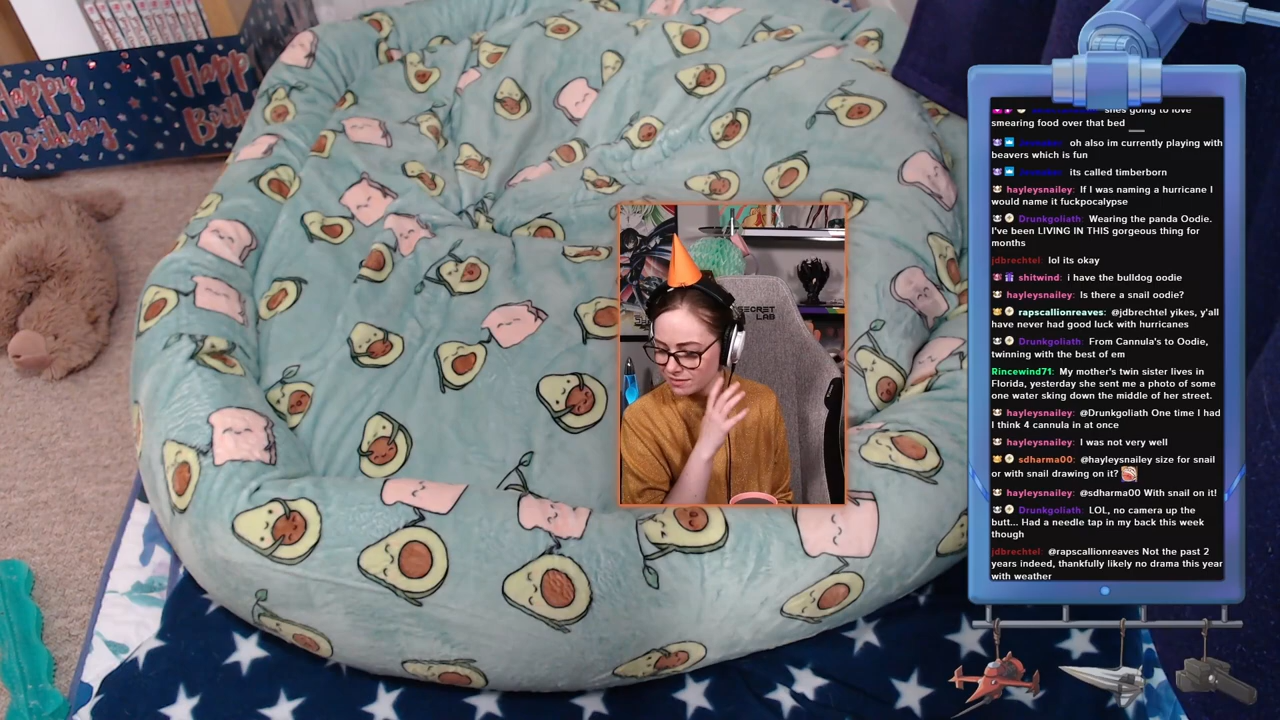 Happy
Birthday
Happy
Birth
SECRET
LAB
shes going to love
smearing food over that bed
oh also im currently playing with
beavers which is fun
its called timberborn
hayleysnailey: If I was naming a hurricane I
would name it fuckpocalypse
Drunkgoliath: Wearing the panda Oodie.
I've been LIVING IN THIS gorgeous thing for
months
jdbrechtel: lol its okay
shitwind: i have the bulldog oodie
hayleysnailey: Is there a snail oodie?
rapscallionreaves: @jdbrechtel yikes, y'all
have never had good luck with hurricanes
Drunkgoliath: From Cannula's to Oodie,
twinning with the best of em
Rincewind71: My mother's twin sister lives in
Florida, yesterday she sent me a photo of some
one water sking down the middle of her street.
hayleysnailey: @Drunkgoliath One time I had
I think 4 cannula in at once
hayleysnailey: I was not very well
sdharma00: @hayleysnailey size for snail
or with snail drawing on it?
hayleysnailey: @sdharma00 With snail on it!
Drunkgoliath: LOL, no camera up the
butt... Had a needle tap in my back this week
though
jdbrechtel: @rapscallionreaves Not the past 2
years indeed, thankfully likely no drama this year
with weather